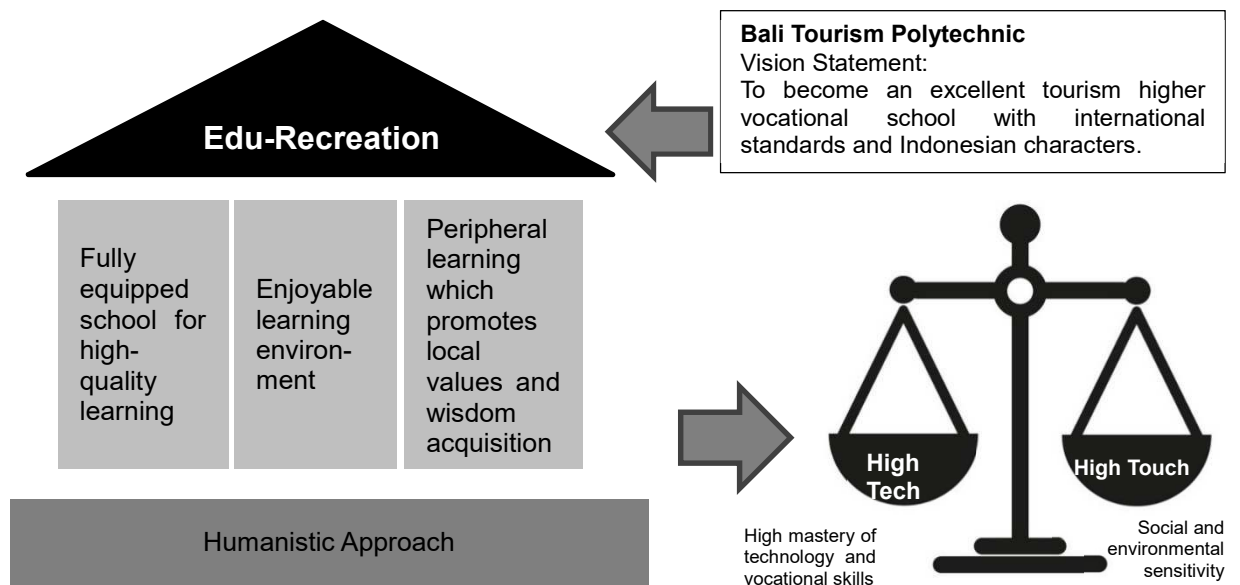 Bali Tourism Polytechnic
Vision Statement:
To become an excellent tourism higher
vocational school with international
standards and Indonesian characters.
Edu-Recreation
Fully
equipped
school for
high-
quality
learning
Enjoyable
learning
environ-
ment
Peripheral
learning
which
promotes
local
values and
wisdom
acquisition
Humanistic Approach
High
Tech
High Touch
High mastery of
technology and
vocational skills
Social and
environmental
sensitivity